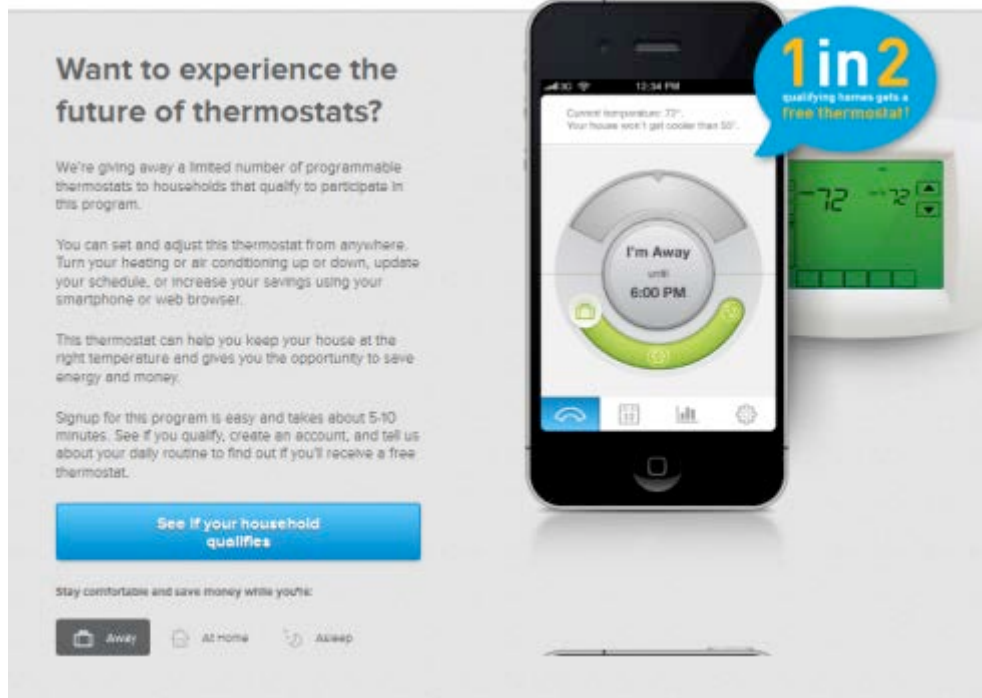 Want to experience the
future of thermostats?
We're giving away a limited number of programmable
thermostats to households that qualify to participate in
this program.
You can set and adjust this thermostat from anywhere.
Turn your heating or air conditioning up or down, update
your schedule, or increase your savings using your
smartphone or web browser.
This thermostat can help you keep your house at the
right temperature and gives you the opportunity to save
energy and money.
Signup for this program is easy and takes about 5-10
minutes. See if you qualify, create an account, and tell us
about your daily routine to find out if you'll receive a free
thermostat.
See if your household
qualifies
Stay comfortable and save money while you're:
Away
At Home
Asleep
1 in 2
qualifying homes gets a
free thermostat!
3G
12:34 PM
Current temperature: 72°.
Your house won't get cooler than 55°.
I'm Away
until
6:00 PM
72
72